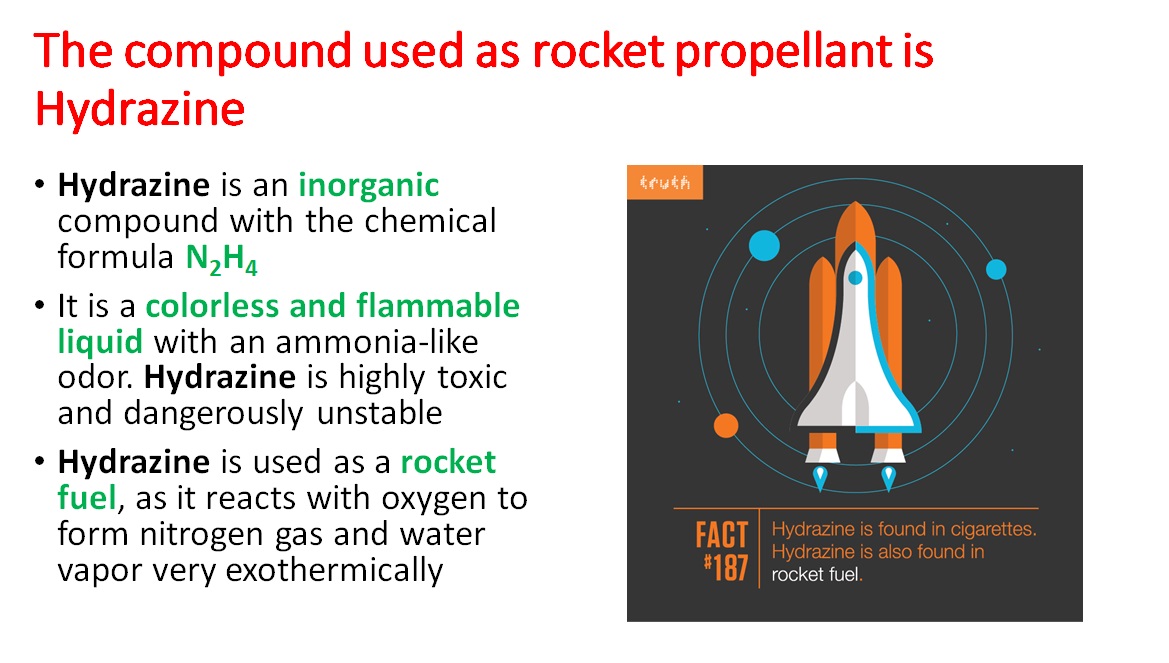 The compound used as rocket propellant is
Hydrazine
• Hydrazine is an inorganic
compound with the chemical
formula N₂H₄
• It is a colorless and flammable
liquid with an ammonia-like
odor. Hydrazine is highly toxic
and dangerously unstable
• Hydrazine is used as a rocket
fuel, as it reacts with oxygen to
form nitrogen gas and water
vapor very exothermically
truth
FACT
#187
Hydrazine is found in cigarettes.
Hydrazine is also found in
rocket fuel.